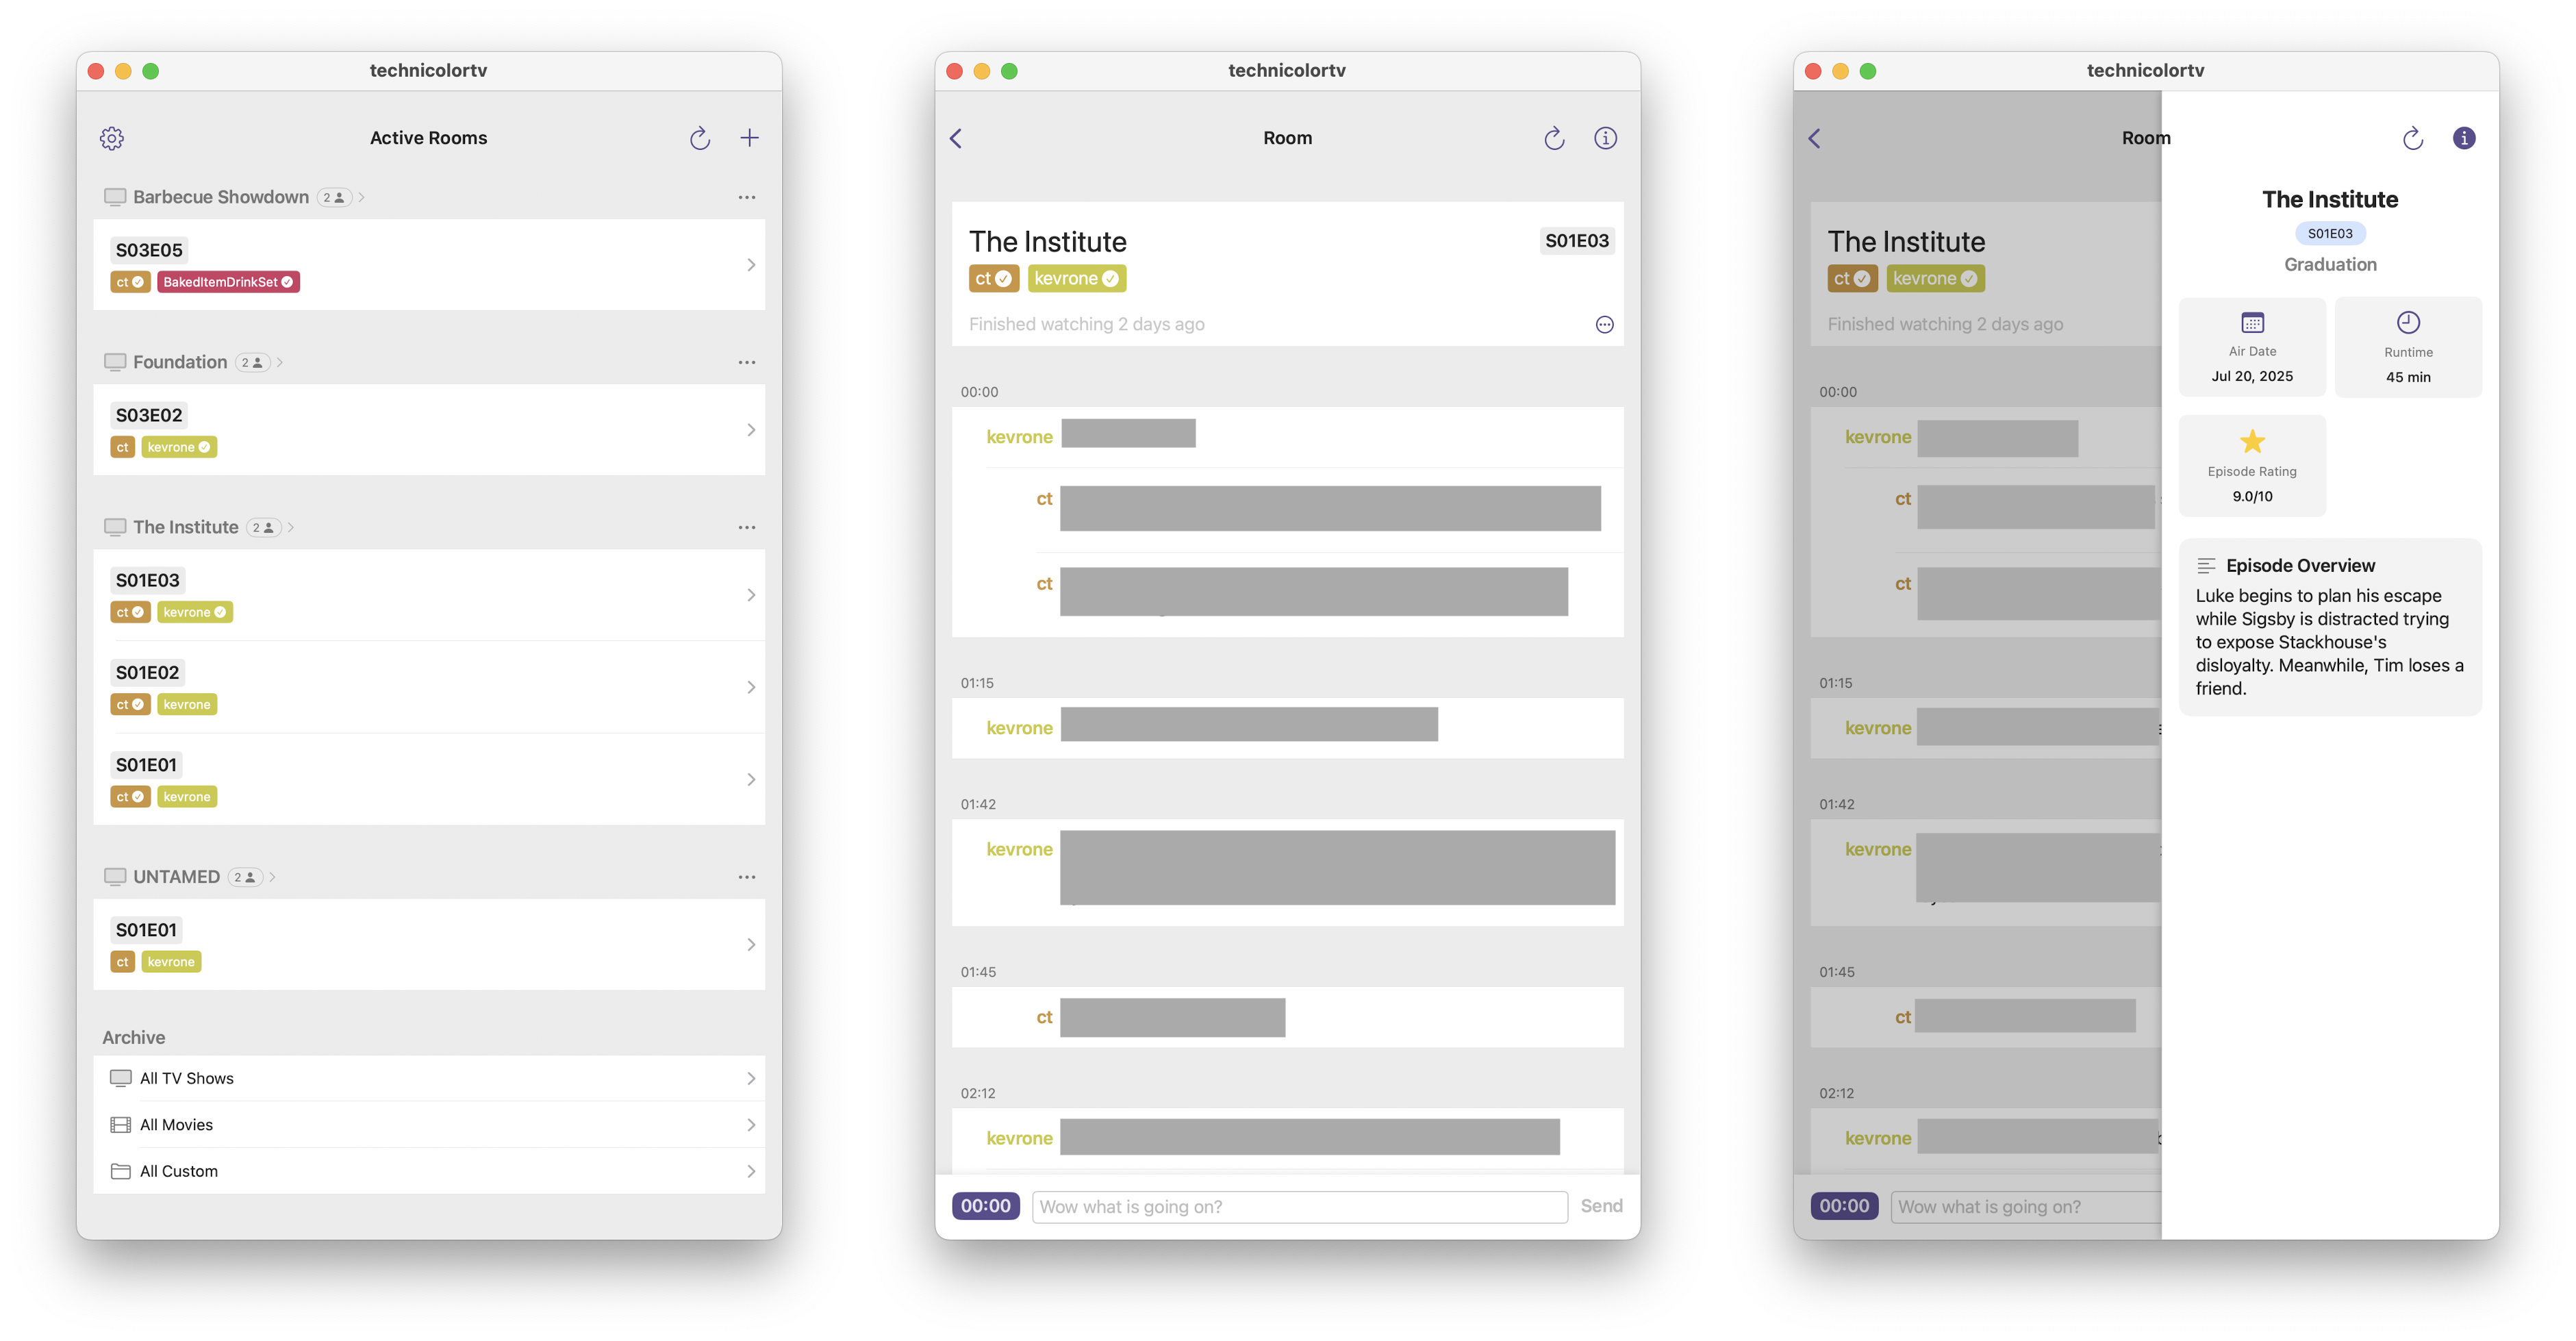 technicolortv
Active Rooms
Barbecue Showdown 2
S03E05
ct BakedItemDrinkSet
Foundation 2
S03E02
ct kevrone
The Institute 2
S01E03
ct kevrone
S01E02
ct kevrone
S01E01
ct kevrone
UNTAMED 2
S01E01
ct kevrone
Archive
All TV Shows
All Movies
All Custom
technicolortv
Room
The Institute S01E03
ct kevrone
Finished watching 2 days ago
00:00
kevrone
ct
ct
01:15
kevrone
01:42
kevrone
01:45
ct
02:12
kevrone
00:00 Wow what is going on? Send
technicolortv
Room
The Institute
ct kevrone
Finished watching 2 days ago
00:00
kevrone
ct
ct
01:15
kevrone
01:42
kevrone
01:45
ct
02:12
kevrone
00:00 Wow what is going on?
The Institute
S01E03
Graduation
Air Date
Jul 20, 2025
Runtime
45 min
Episode Rating
9.0/10
Episode Overview
Luke begins to plan his escape
while Sigsby is distracted trying
to expose Stackhouse's
disloyalty. Meanwhile, Tim loses a
friend.